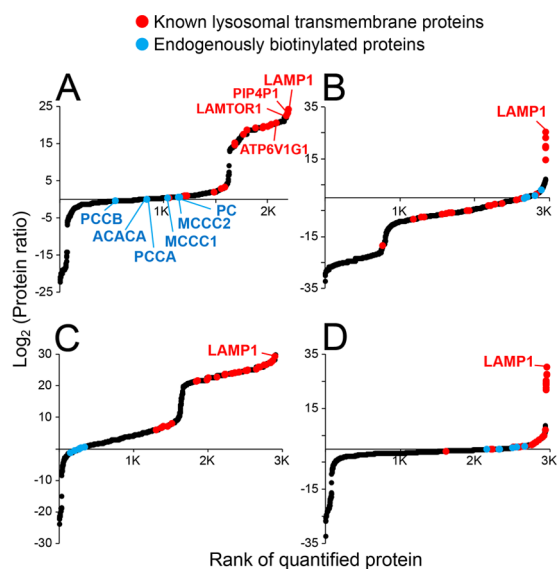 Known lysosomal transmembrane proteins
Endogenously biotinylated proteins
A
25
15
5
-5
-15
-25
1K
2K
LAMP1
PIP4P1
LAMTOR1
ATP6V1G1
PCCB
ACACA
PCCA
PC
MCCC2
MCCC1
B
35
15
-15
-35
1K
2K
3K
LAMP1
C
30
20
10
-10
-20
-30
1K
2K
3K
LAMP1
D
35
15
-15
-35
1K
2K
3K
LAMP1
Log2 (Protein ratio)
Rank of quantified protein